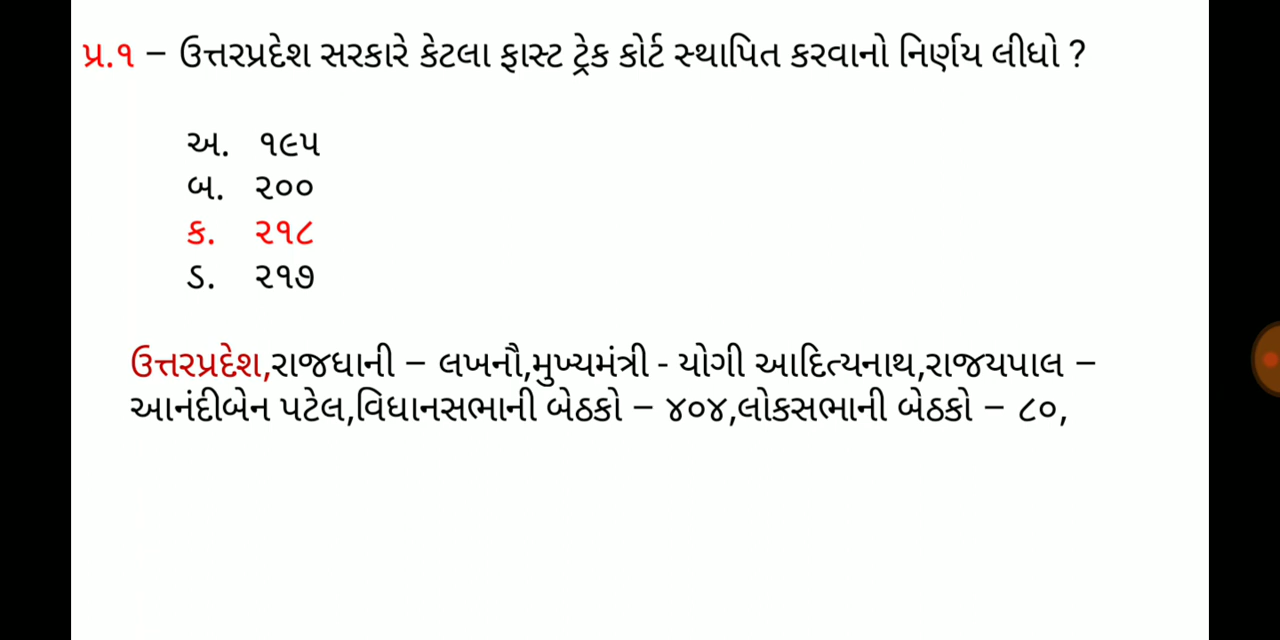 પ્ર.૧ – ઉત્તરપ્રદેશ સરકારે કેટલા ફાસ્ટ ટ્રેક કોર્ટ સ્થાપિત કરવાનો નિર્ણય લીધો ?
અ. ૧૯૫
બ. ૨૦૦
ક. ૨૧૮
ડ. ૨૧૭
ઉત્તરપ્રદેશ,રાજધાની – લખનૌ,મુખ્યમંત્રી - યોગી આદિત્યનાથ,રાજયપાલ –
આનંદીબેન પટેલ,વિધાનસભાની બેઠકો – ૪૦૪,લોકસભાની બેઠકો – ૮૦,